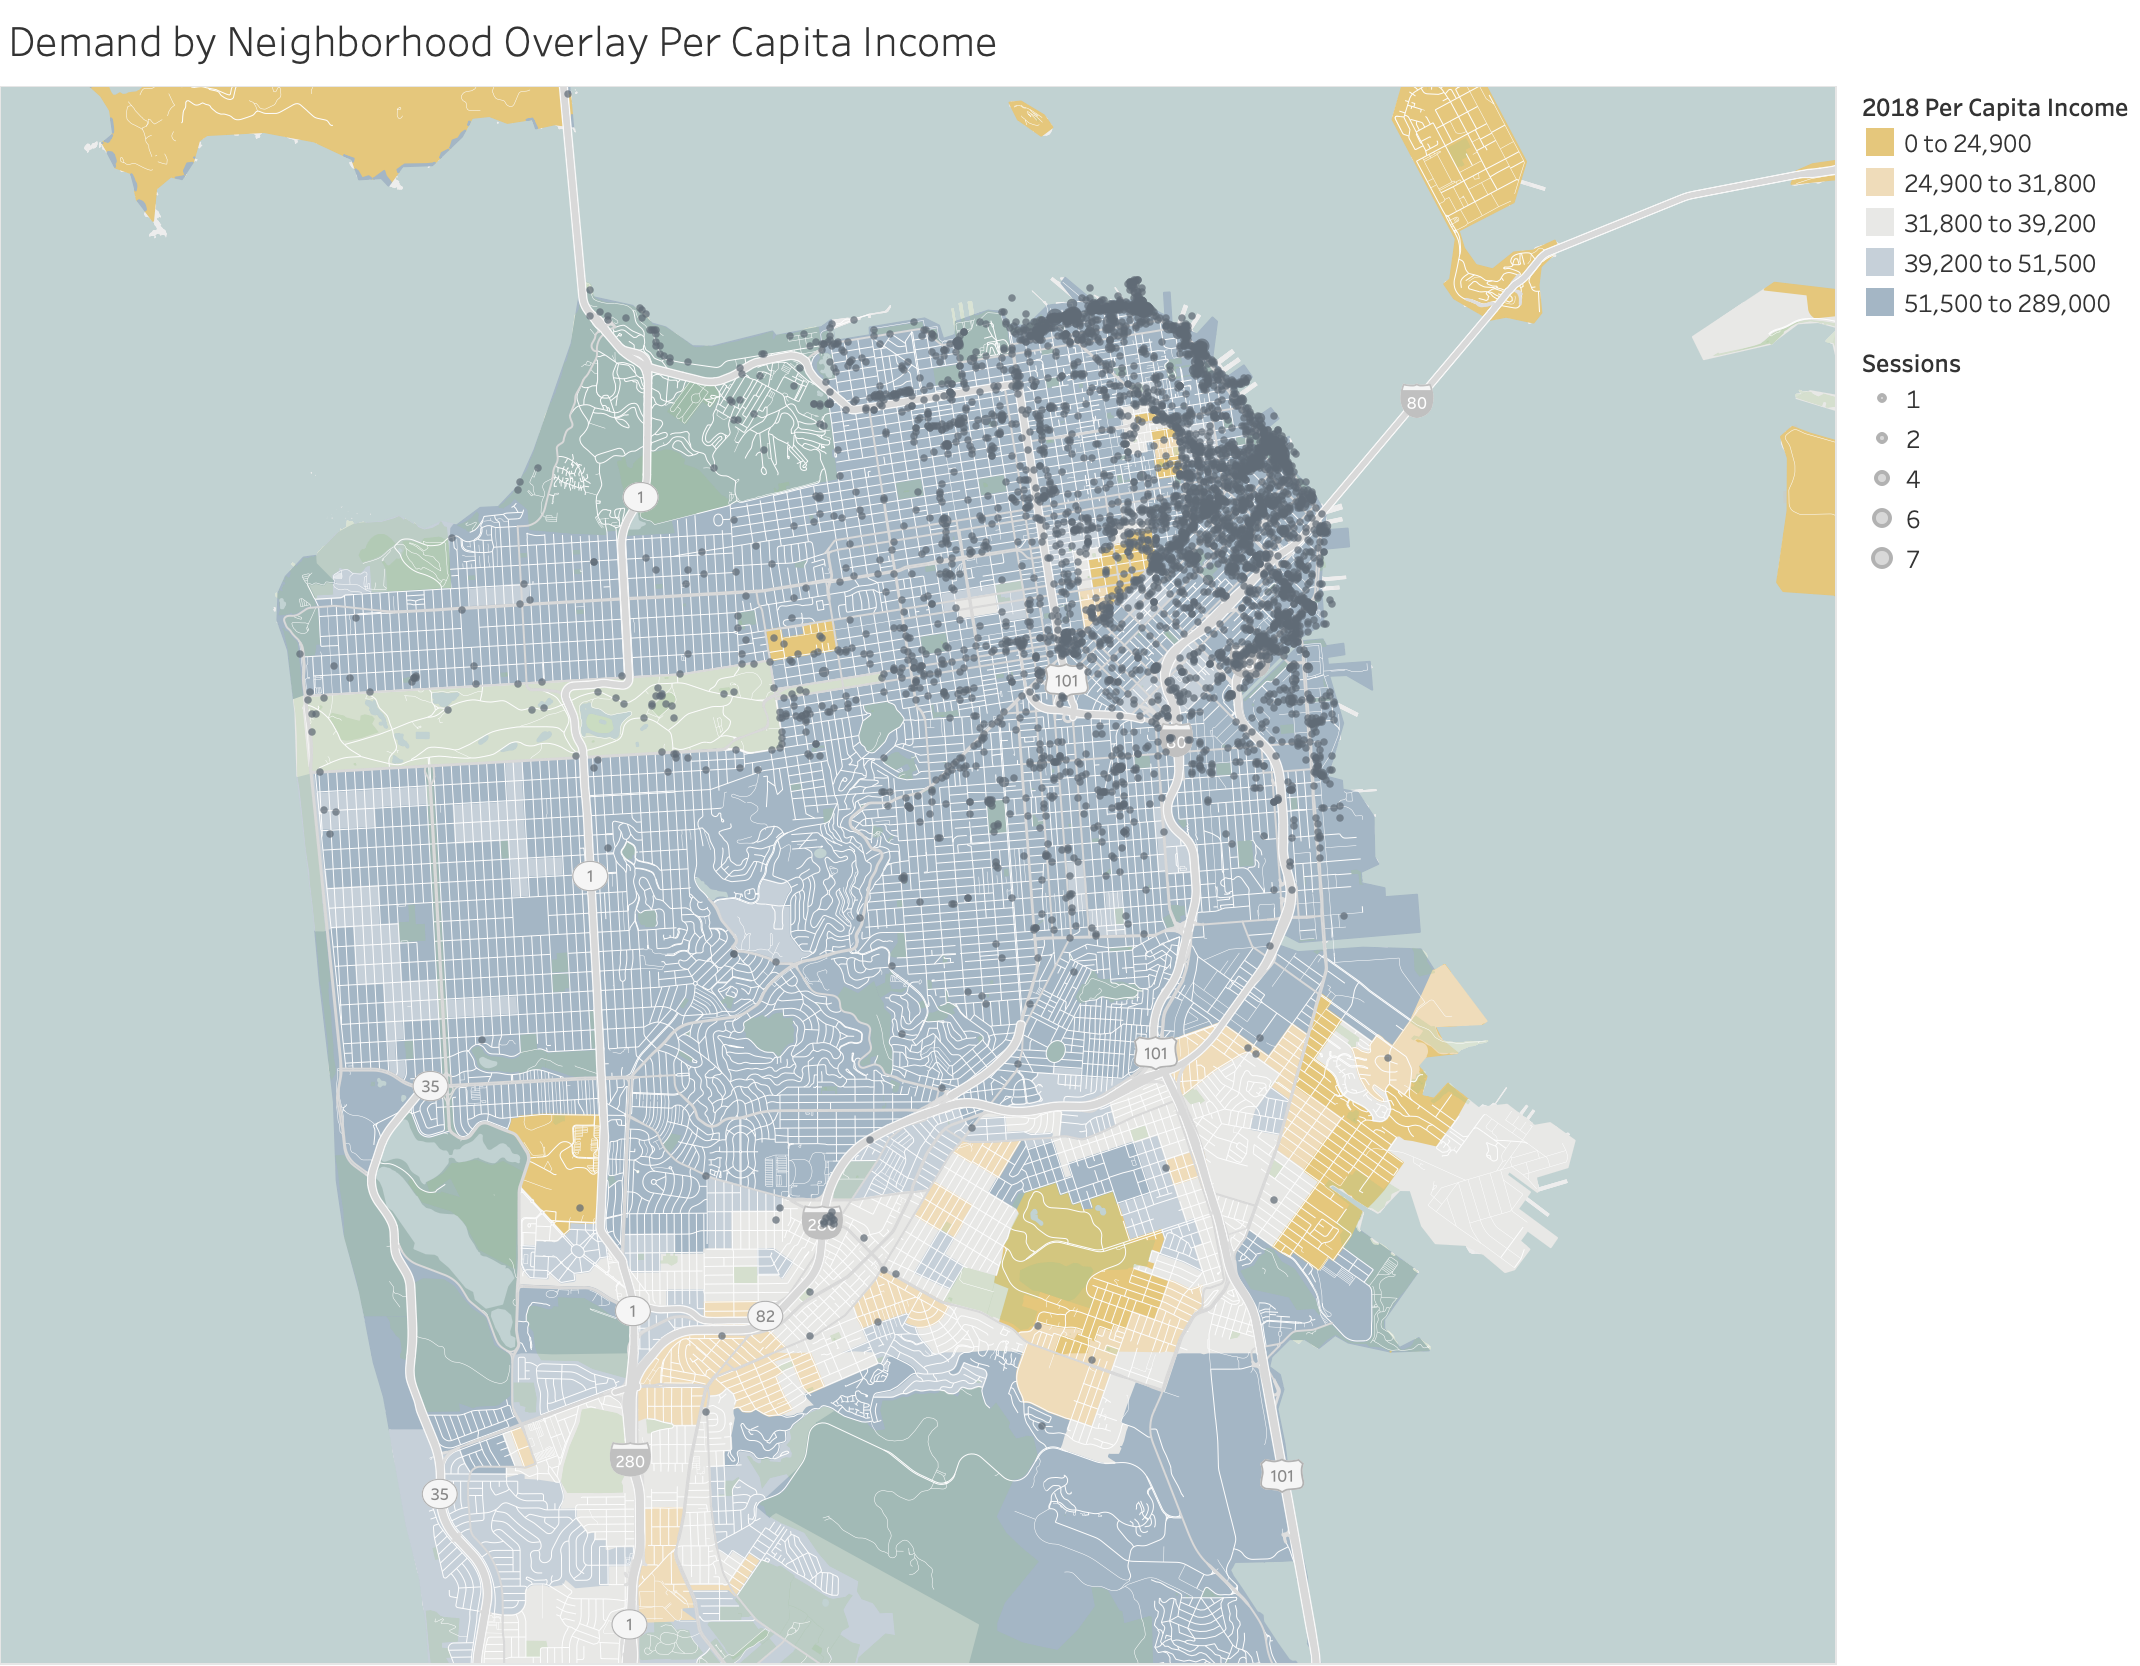 Demand by Neighborhood Overlay Per Capita Income
2018 Per Capita Income
0 to 24,900
24,900 to 31,800
31,800 to 39,200
39,200 to 51,500
51,500 to 289,000
Sessions
1
2
4
6
7
80
1
101
1
101
35
1
82
280
35
101
1